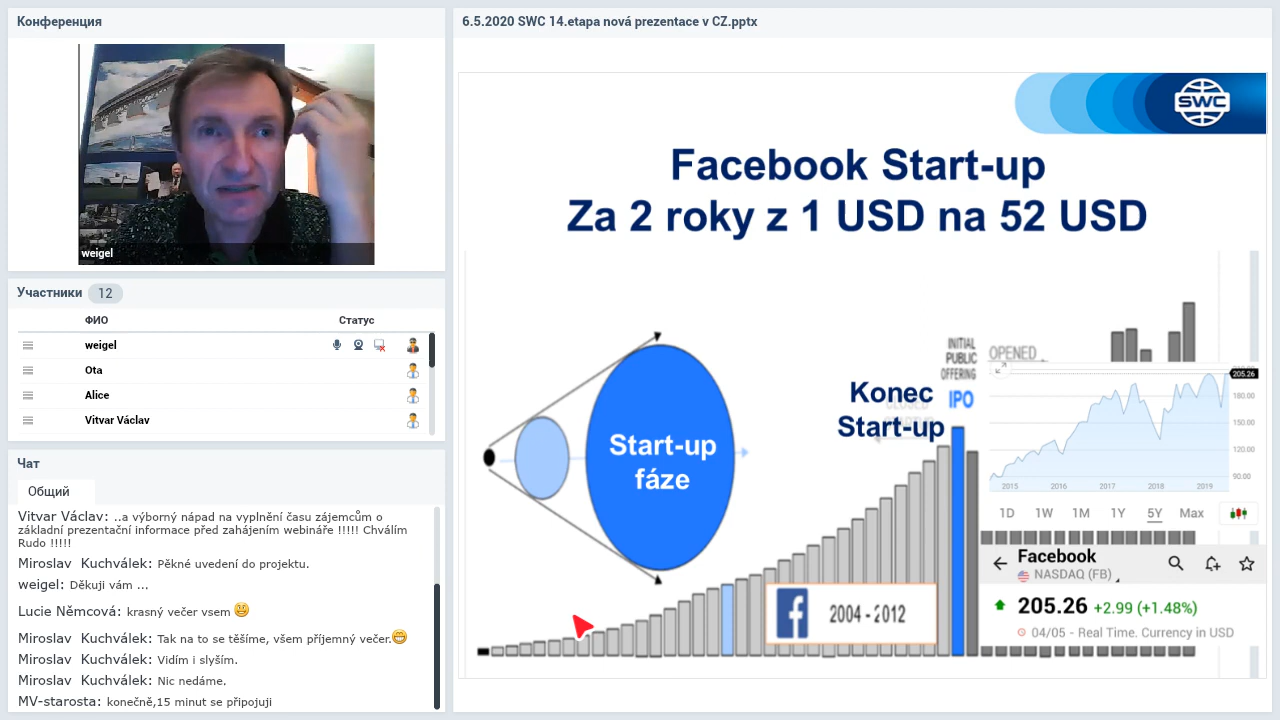 Конференция
weigel
Участники 12
ФИО Статус
weigel
Ota
Alice
Vitvar Václav
Чат
Общий
Vitvar Václav: ..a výborný nápad na vyplnění času zájemcům o
základní prezentační informace před zahájením webináře !!!!! Chválím
Rudo !!!!!
Miroslav Kuchválek: Pěkné uvedení do projektu.
weigel: Děkuji vám ...
Lucie Němcová: krasný večer vsem
Miroslav Kuchválek: Tak na to se těšíme, všem příjemný večer.
Miroslav Kuchválek: Vidím i slyším.
Miroslav Kuchválek: Nic nedáme.
MV-starosta: konečně,15 minut se připojuji
6.5.2020 SWC 14.etapa nová prezentace v CZ.pptx
SWC
Facebook Start-up
Za 2 roky z 1 USD na 52 USD
Start-up
fáze
Konec
Start-up
INITIAL
PUBLIC
OFFERING
IPO
OPENED
205.26
180.00
150.00
120.00
90.00
2015 2016 2017 2018 2019
1D 1W 1M 1Y 5Y Max
2004 - 2012
Facebook
NASDAQ (FB)
205.26 +2.99 (+1.48%)
04/05 - Real Time. Currency in USD